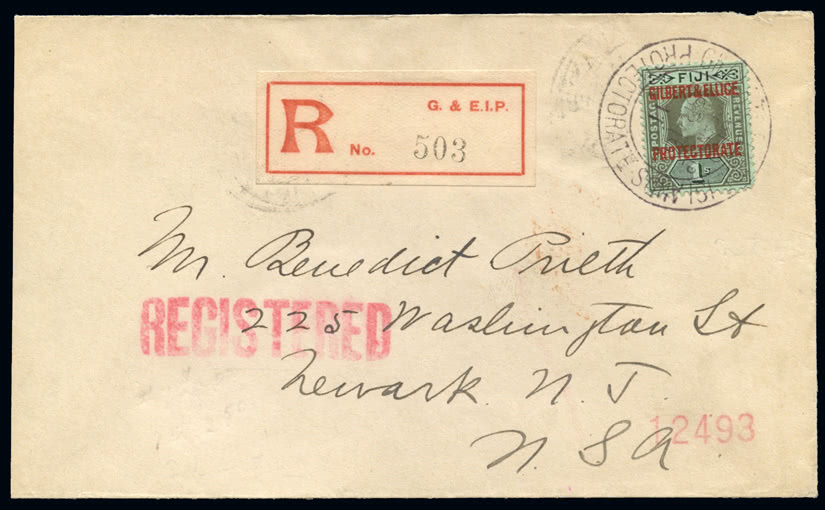 R
G. & E.I.P.
No. 503
FIJI
GILBERT & ELLICE
POSTAGE
REVENUE
PROTECTORATE
PROTECTORATE
Mr. Benedict Prieth
REGISTERED
225 Washington St
Newark. N. J.
U. S. A
12493